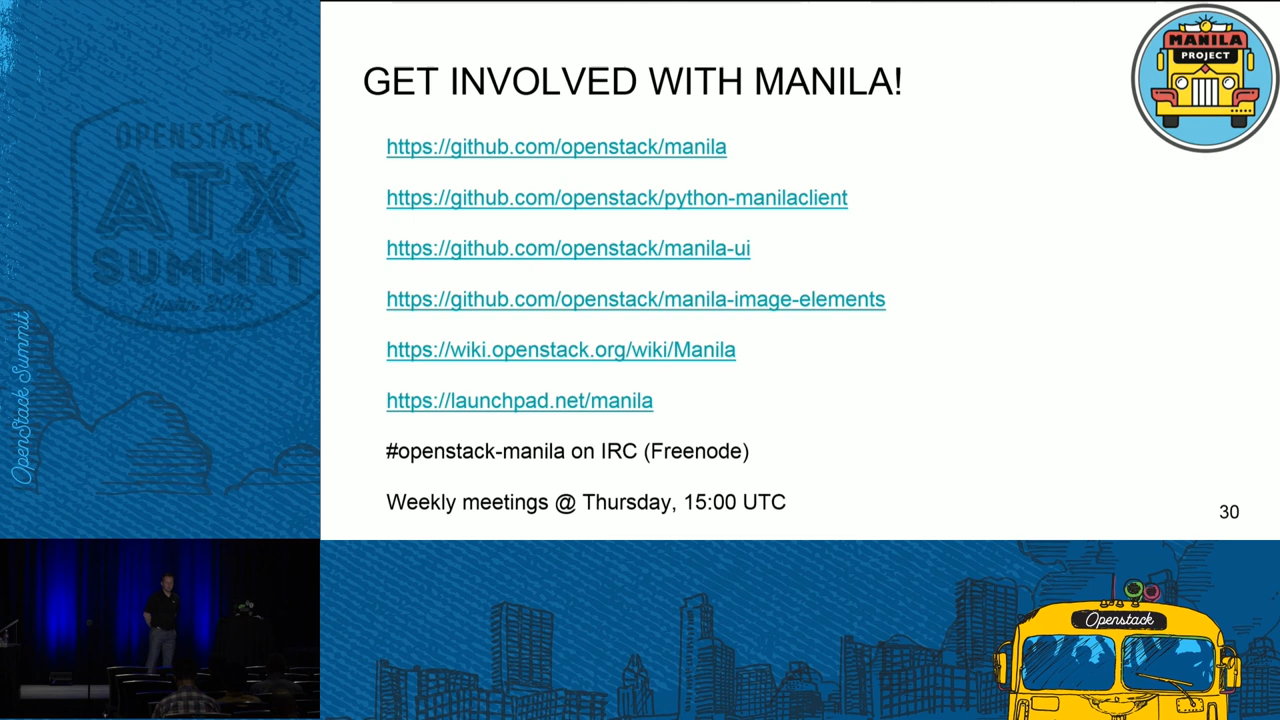 GET INVOLVED WITH MANILA!
MANILA
PROJECT
https://github.com/openstack/manila
https://github.com/openstack/python-manilaclient
https://github.com/openstack/manila-ui
https://github.com/openstack/manila-image-elements
https://wiki.openstack.org/wiki/Manila
https://launchpad.net/manila
#openstack-manila on IRC (Freenode)
Weekly meetings @ Thursday, 15:00 UTC
30
OPENSTACK
ATX
SUMMIT
Austin 2016
OpenStack Summit
Openstack